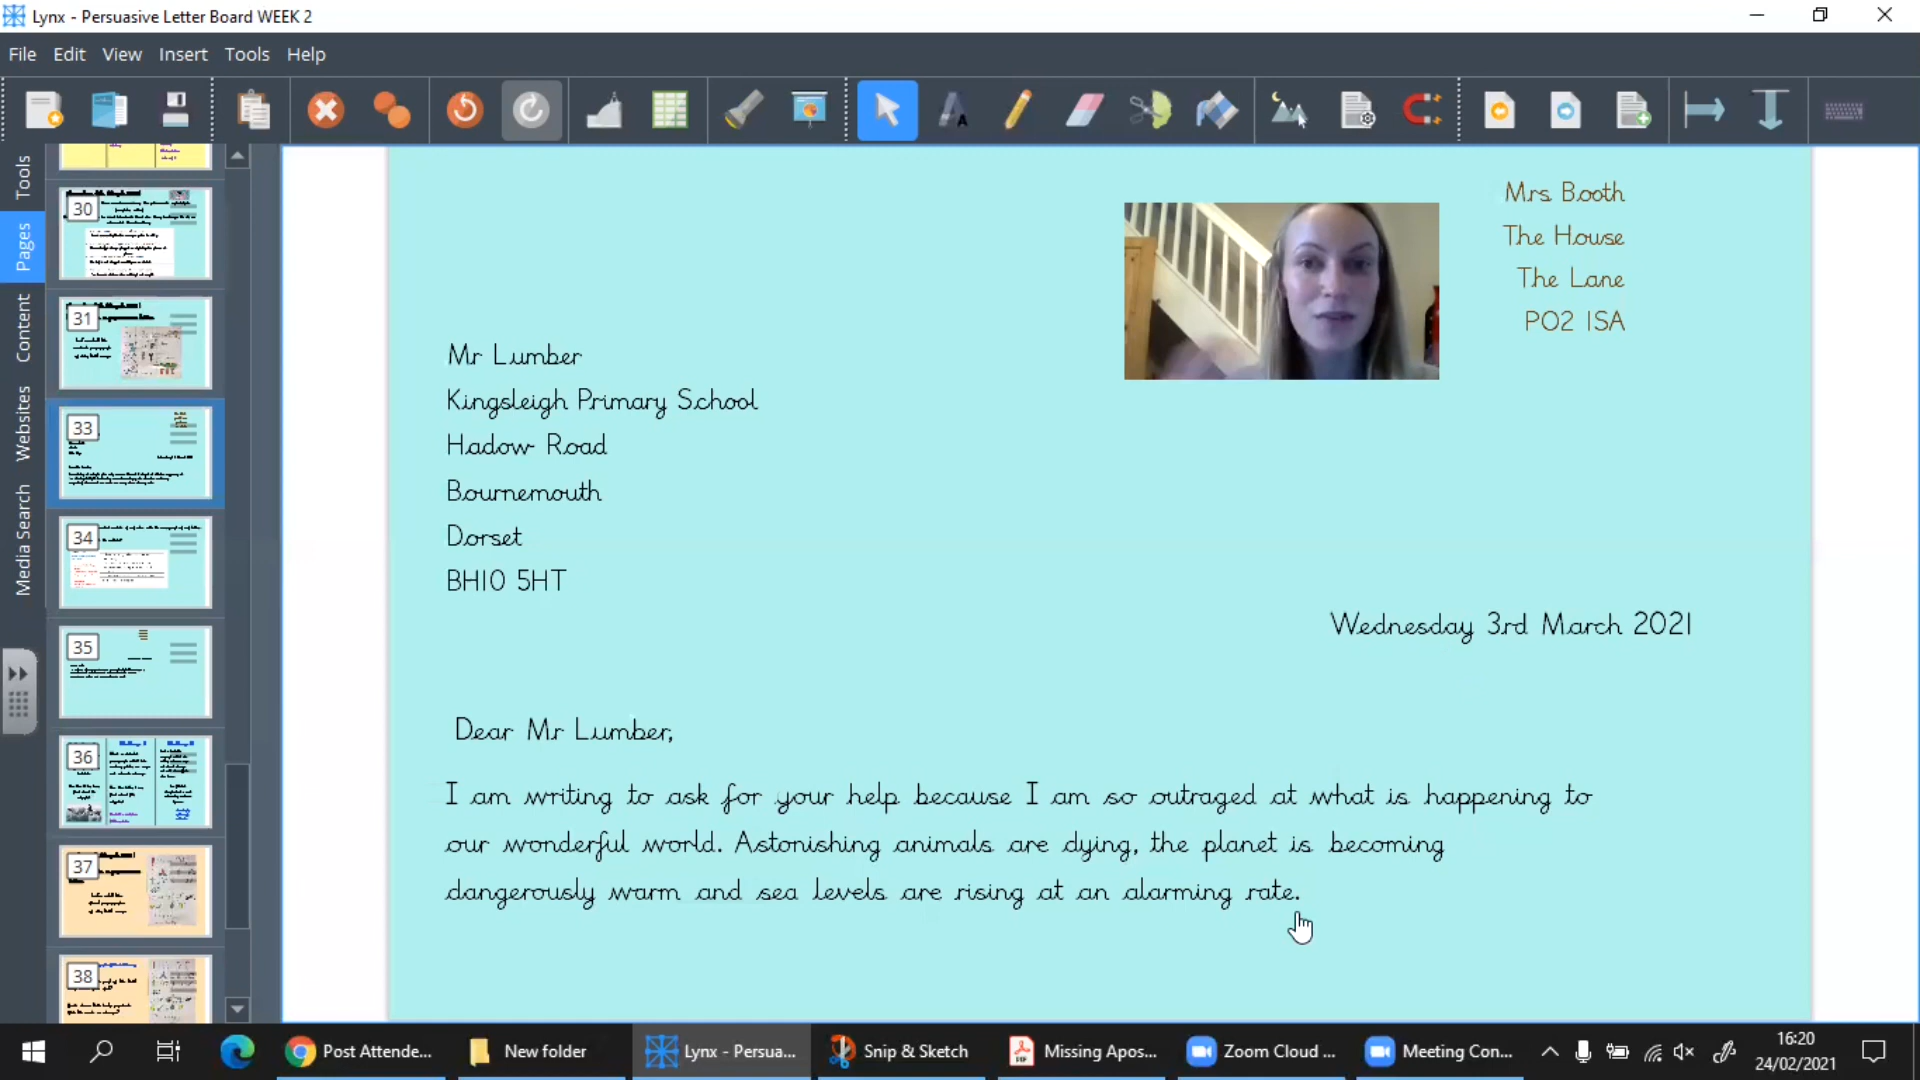 Lynx - Persuasive Letter Board WEEK 2
File Edit View Insert Tools Help
Tools
Pages
Content
Websites
Media Search
30
31
33
34
35
36
37
38
Mrs Booth
The House
The Lane
PO2 1SA
Mr Lumber
Kingsleigh Primary School
Hadow Road
Bournemouth
Dorset
BH10 5HT
Wednesday 3rd March 2021
Dear Mr Lumber,
I am writing to ask for your help because I am so outraged at what is happening to
our wonderful world. Astonishing animals are dying, the planet is becoming
dangerously warm and sea levels are rising at an alarming rate.
Post Attende...
New folder
Lynx - Persua...
Snip & Sketch
Missing Apos...
Zoom Cloud ...
Meeting Con...
16:20
24/02/2021